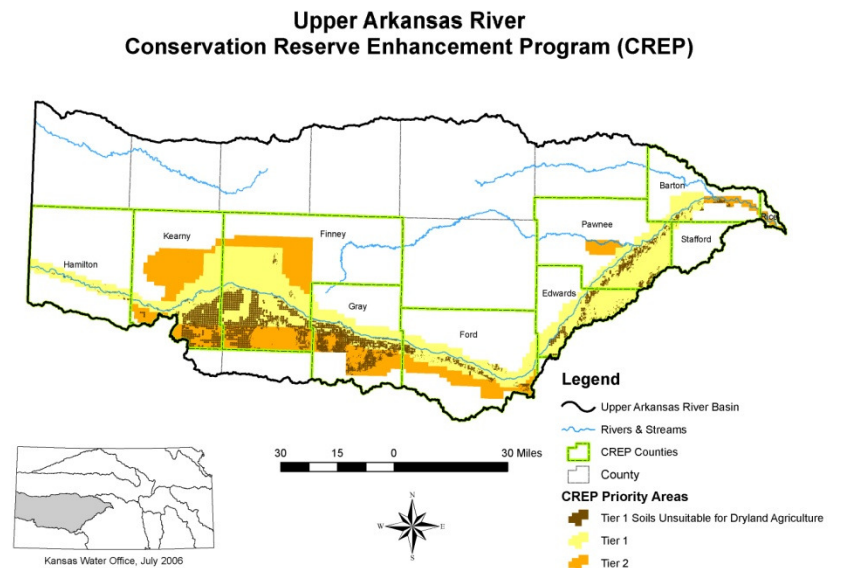 Upper Arkansas River
Conservation Reserve Enhancement Program (CREP)
Barton
Rice
Kearny
Finney
Pawnee
Stafford
Hamilton
Edwards
Gray
Ford
Legend
Upper Arkansas River Basin
Rivers & Streams
CREP Counties
County
CREP Priority Areas
Tier 1 Soils Unsuitable for Dryland Agriculture
Tier 1
Tier 2
30 15 0 30 Miles
N
W E
S
Kansas Water Office, July 2006